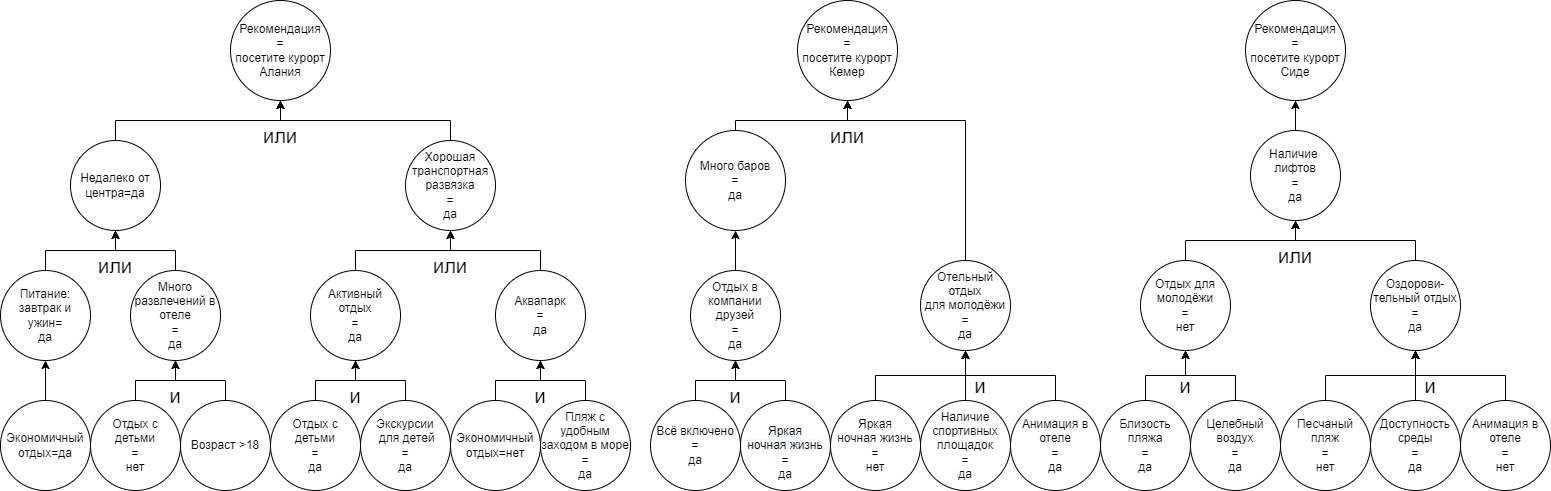 Рекомендация
=
посетите курорт
Алания
Рекомендация
=
посетите курорт
Кемер
Рекомендация
=
посетите курорт
Сиде
ИЛИ
ИЛИ
Недалеко от
центра=да
Хорошая
транспортная
развязка
=
да
Много баров
=
да
Наличие
лифтов
=
да
ИЛИ
ИЛИ
ИЛИ
Питание:
завтрак и
ужин=
да
Много
развлечений в
отеле
=
да
Активный
отдых
=
да
Аквапарк
=
да
Отдых в
компании
друзей
=
да
Отельный
отдых
для молодёжи
=
да
Отдых для
молодёжи
=
нет
Оздорови-
тельный отдых
=
да
И
И
И
И
И
И
И
Экономичный
отдых=да
Отдых с
детьми
=
нет
Возраст >18
Отдых с
детьми
=
да
Экскурсии
для детей
=
да
Экономичный
отдых=нет
Пляж с
удобным
заходом в море
=
да
Всё включено
=
да
Яркая
ночная жизнь
=
да
Яркая
ночная жизнь
=
нет
Наличие
спортивных
площадок
=
да
Анимация в
отеле
=
да
Близость
пляжа
=
да
Целебный
воздух
=
да
Песчаный
пляж
=
нет
Доступность
среды
=
да
Анимация в
отеле
=
нет